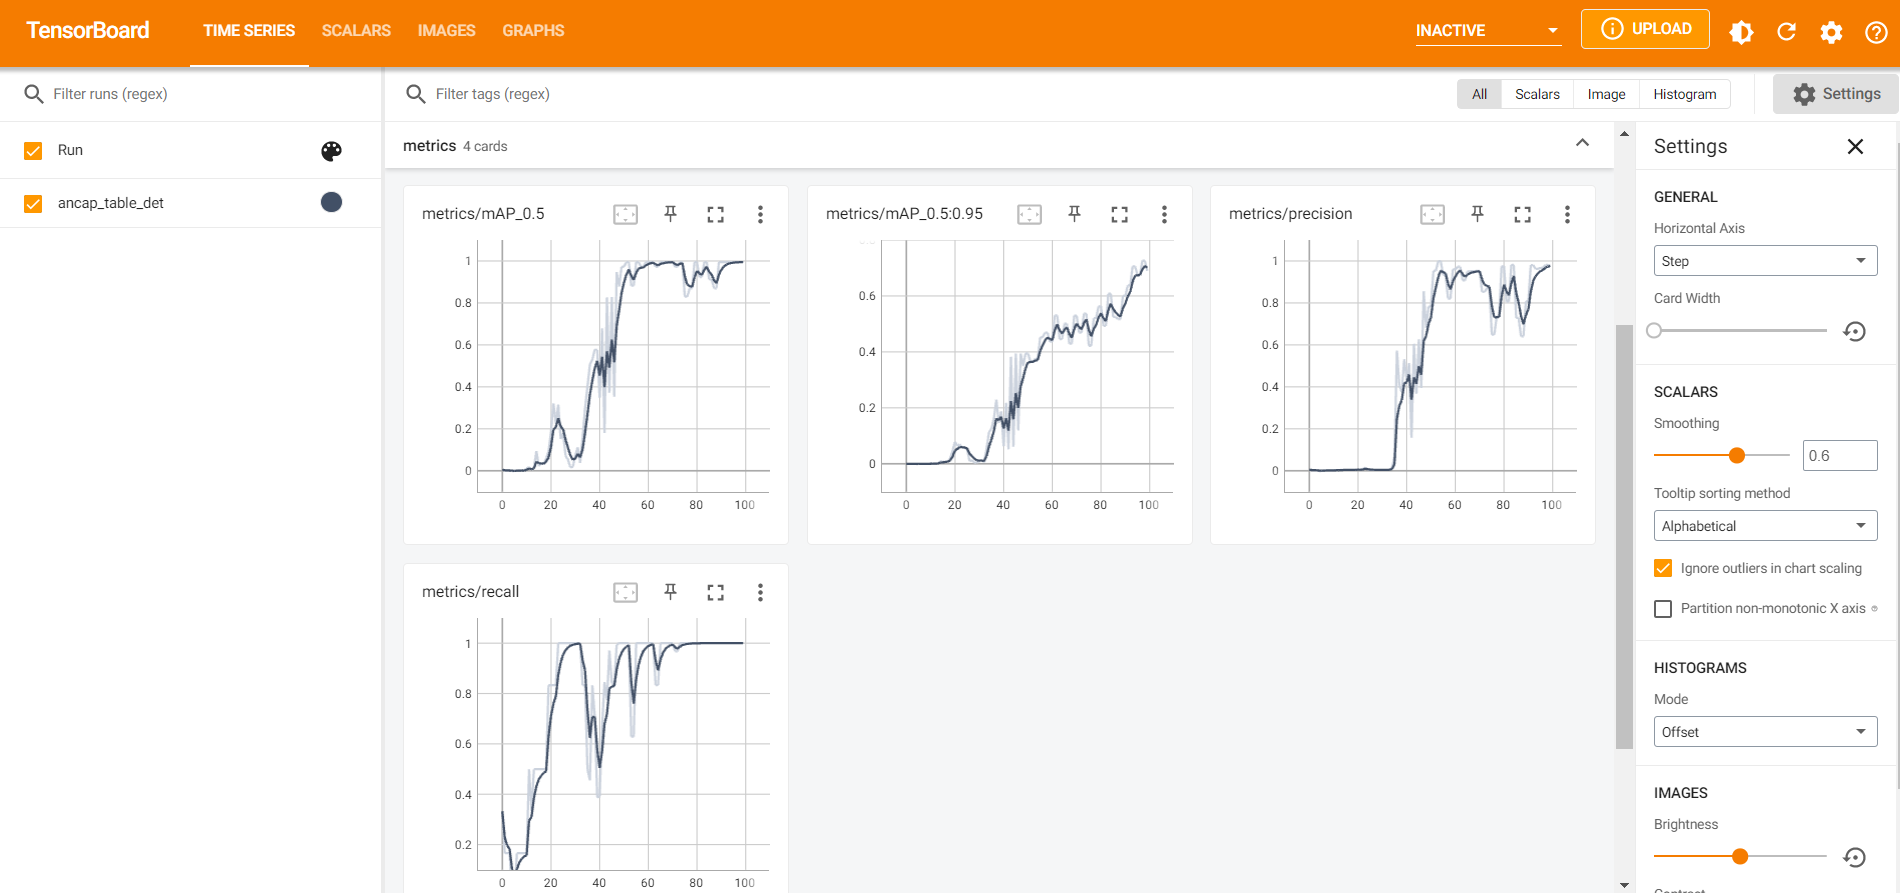 TensorBoard
TIME SERIES
SCALARS
IMAGES
GRAPHS
INACTIVE
UPLOAD
Filter runs (regex)
Filter tags (regex)
All
Scalars
Image
Histogram
Settings
Run
ancap_table_det
metrics 4 cards
metrics/mAP_0.5
1
0.8
0.6
0.4
0.2
0
0 20 40 60 80 100
metrics/mAP_0.5:0.95
0.6
0.4
0.2
0
0 20 40 60 80 100
metrics/precision
1
0.8
0.6
0.4
0.2
0
0 20 40 60 80 100
metrics/recall
1
0.8
0.6
0.4
0.2
0 20 40 60 80 100
Settings
GENERAL
Horizontal Axis
Step
Card Width
SCALARS
Smoothing
0.6
Tooltip sorting method
Alphabetical
Ignore outliers in chart scaling
Partition non-monotonic X axis
HISTOGRAMS
Mode
Offset
IMAGES
Brightness